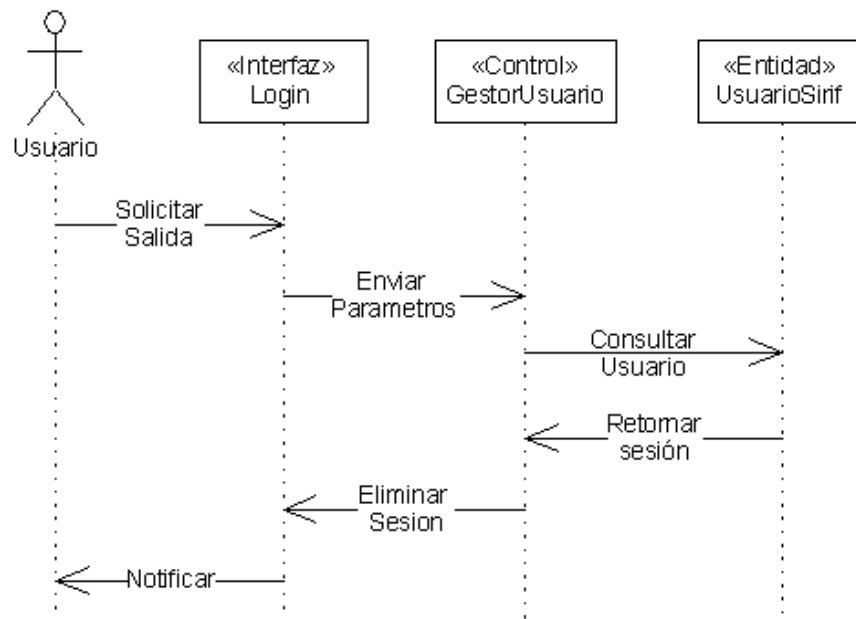 «Interfaz»
Login
«Control»
GestorUsuario
«Entidad»
UsuarioSirif
Usuario
Solicitar
Salida
Enviar
Parametros
Consultar
Usuario
Retornar
sesión
Eliminar
Sesion
Notificar